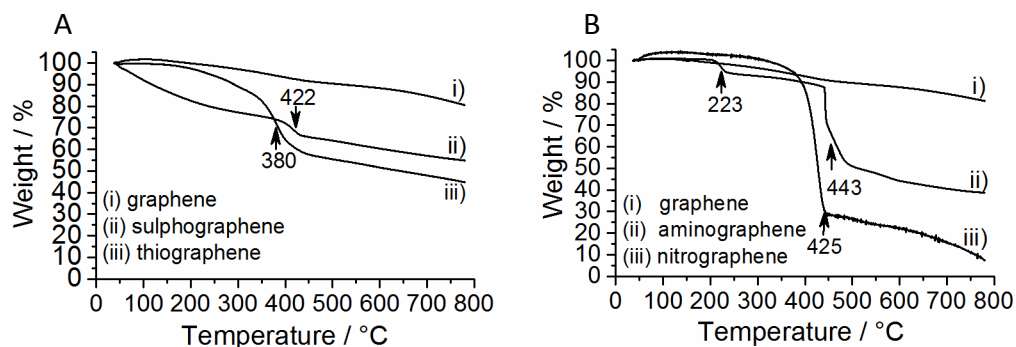 A
Weight / %
100
90
80
70
60
50
40
30
20
10
0
422
380
i)
ii)
iii)
(i) graphene
(ii) sulphographene
(iii) thiographene
0 100 200 300 400 500 600 700 800
Temperature / °C
B
Weight / %
100
90
80
70
60
50
40
30
20
10
0
223
443
425
i)
ii)
iii)
(i) graphene
(ii) aminographene
(iii) nitrographene
0 100 200 300 400 500 600 700 800
Temperature / °C